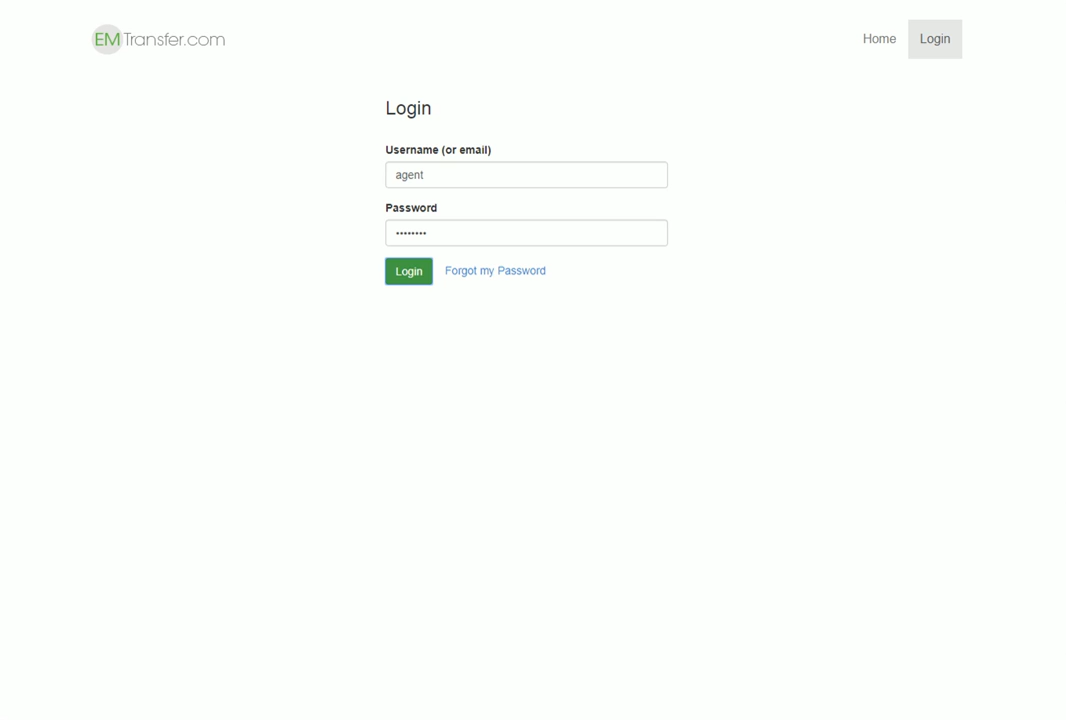 EMTransfer.com
Home Login
Login
Username (or email)
agent
Password
••••••••
Login Forgot my Password